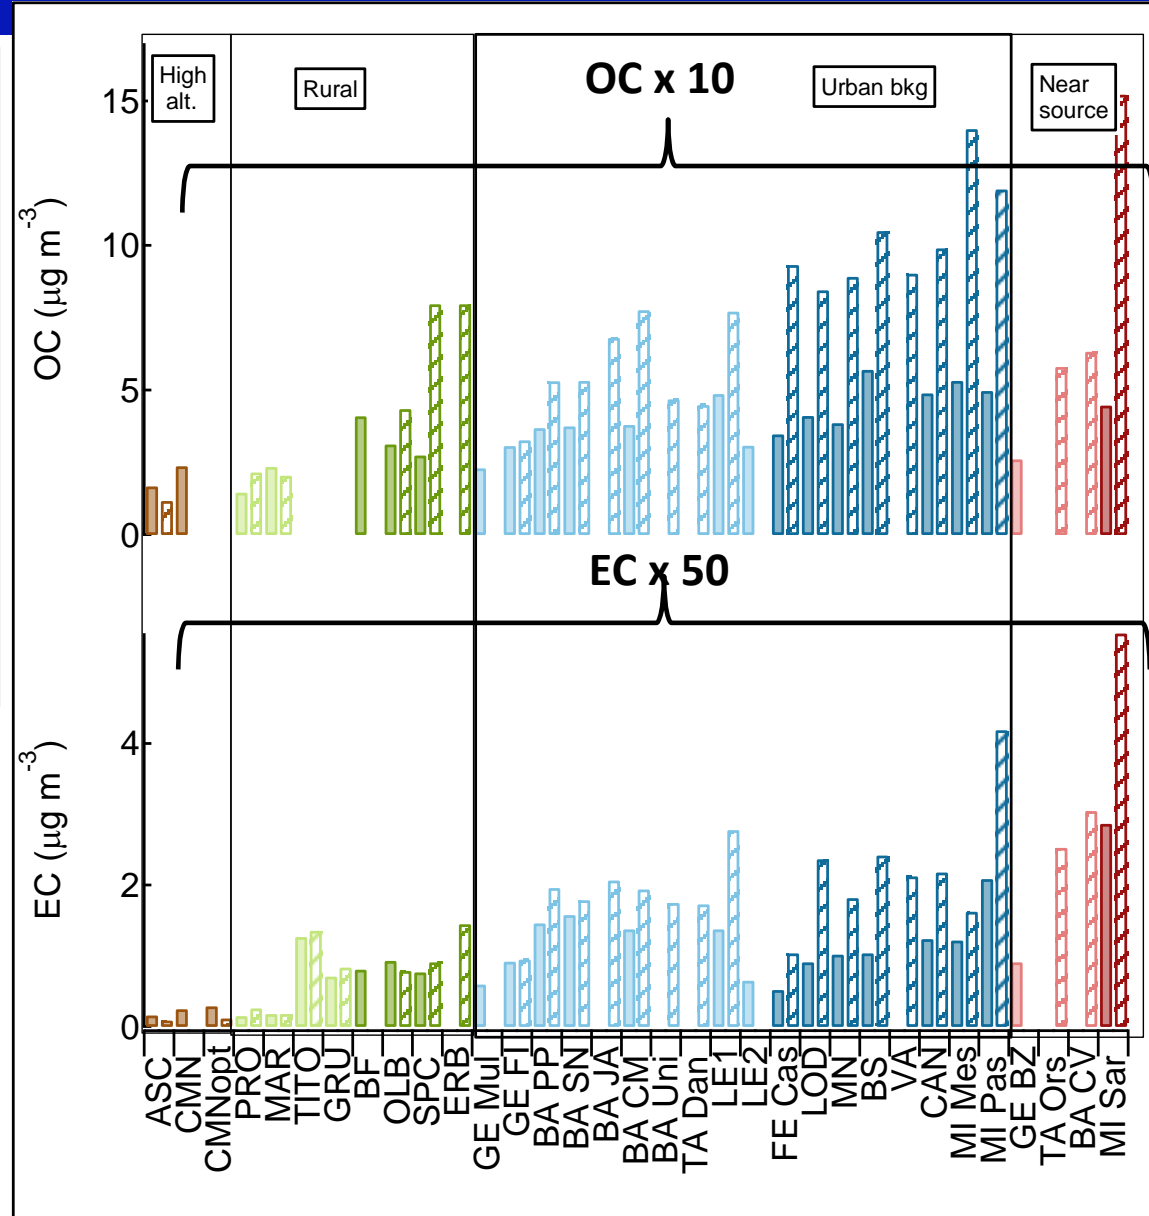 High
alt.
Rural
OC x 10
Urban bkg
Near
source
OC (µg m-3)
15
10
5
0
EC x 50
EC (µg m-3)
4
2
0
ASC
CMN
CMNopt
PRO
MAR
TITO
GRU
BF
OLB
SPC
ERB
GE Mul
GE FI
BA PP
BA SN
BA JA
BA CM
BA Uni
TA Dan
LE1
LE2
FE Cas
LOD
MN
BS
VA
CAN
MI Mes
MI Pas
GE BZ
TA Ors
BA CV
MI Sar